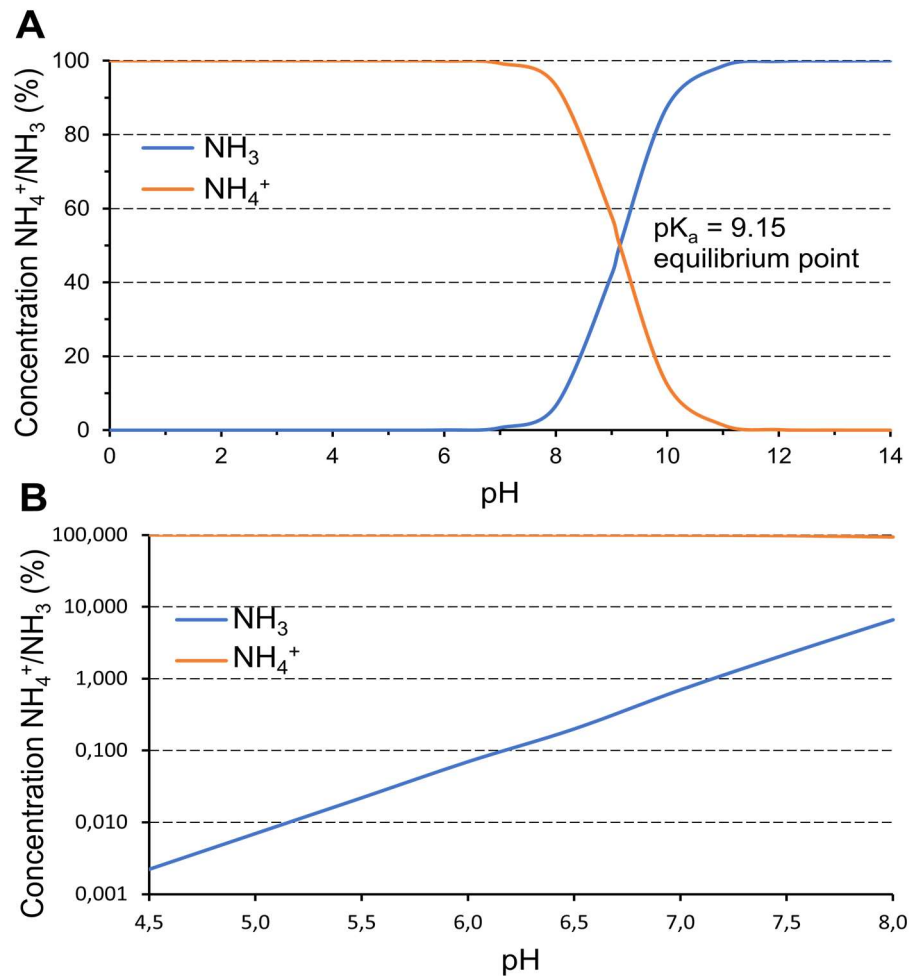 A
Concentration NH₄⁺/NH₃ (%)
100
80
60
40
20
0
NH₃
NH₄⁺
pKₐ = 9.15
equilibrium point
0 2 4 6 8 10 12 14
pH
B
Concentration NH₄⁺/NH₃ (%)
100,000
10,000
1,000
0,100
0,010
0,001
NH₃
NH₄⁺
4,5 5,0 5,5 6,0 6,5 7,0 7,5 8,0
pH